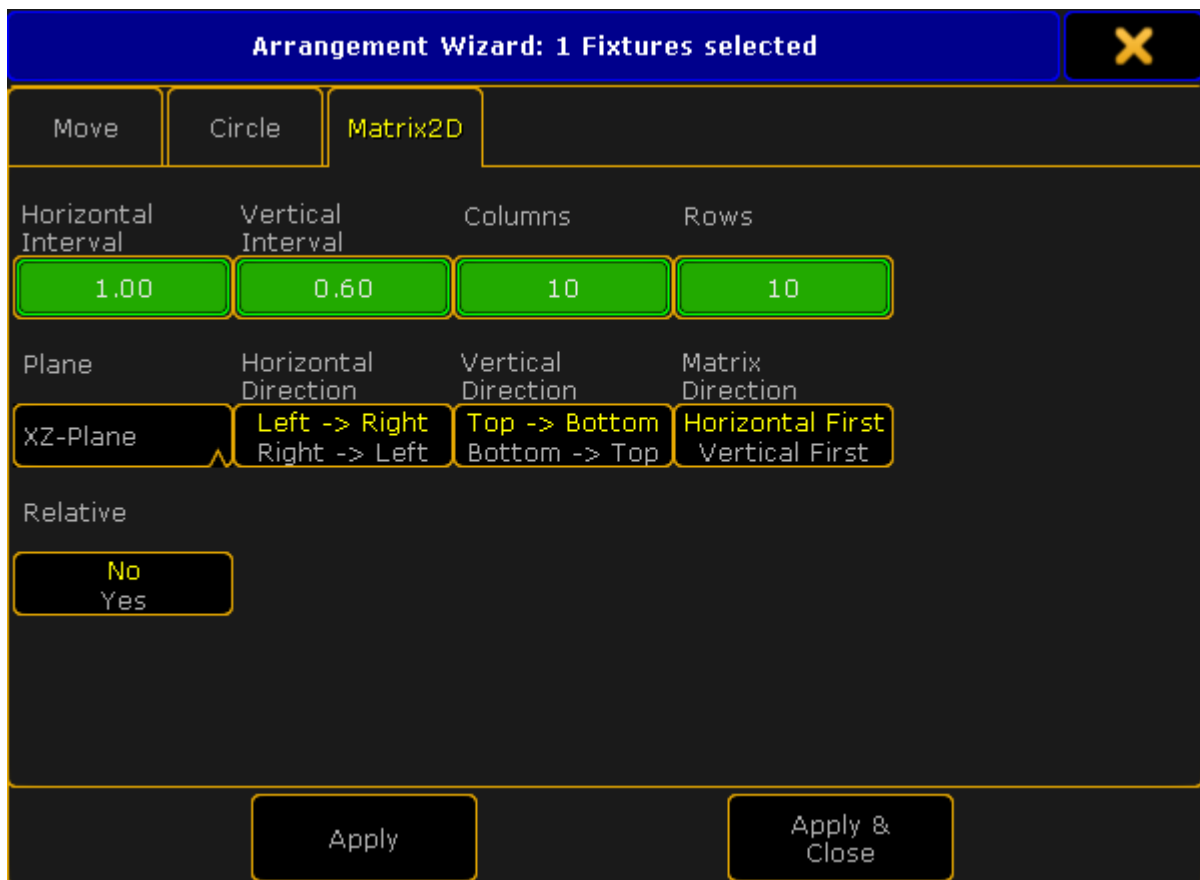 Arrangement Wizard: 1 Fixtures selected
Move Circle Matrix2D
Horizontal Interval
Vertical Interval
Columns
Rows
1.00 0.60 10 10
Plane
Horizontal Direction
Vertical Direction
Matrix Direction
XZ-Plane
Left -> Right
Right -> Left
Top -> Bottom
Bottom -> Top
Horizontal First
Vertical First
Relative
No
Yes
Apply
Apply &
Close